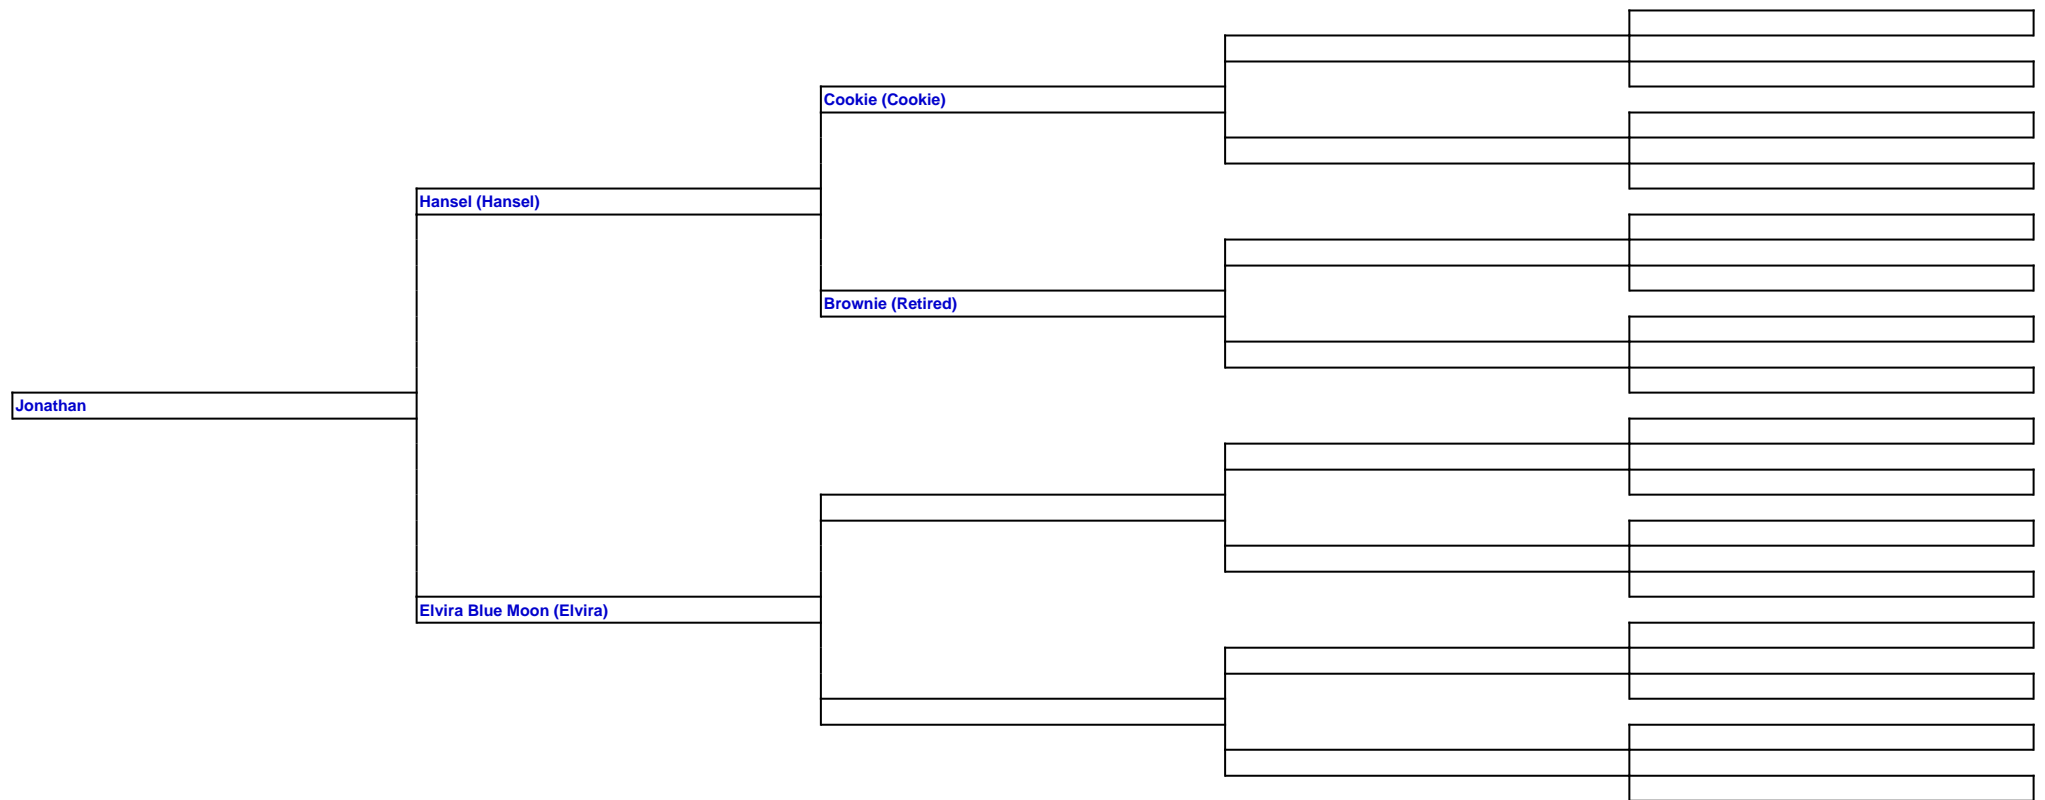 Cookie (Cookie)
Hansel (Hansel)
Brownie (Retired)
Jonathan
Elvira Blue Moon (Elvira)